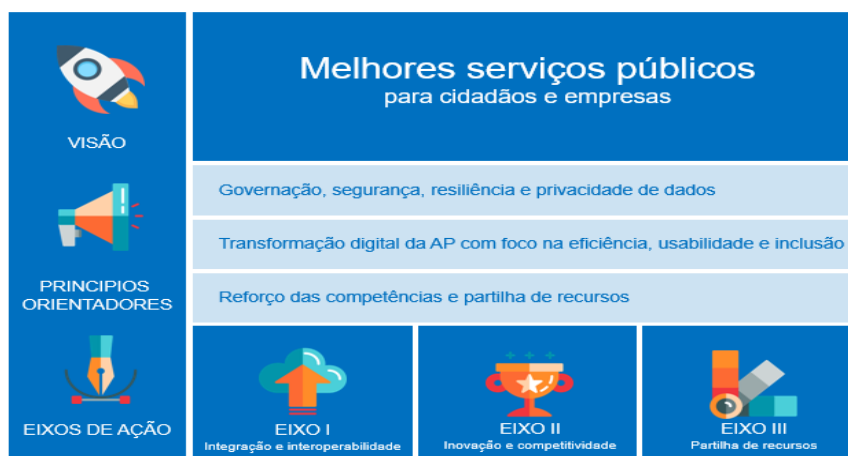 VISÃO
Melhores serviços públicos
para cidadãos e empresas
PRINCIPIOS
ORIENTADORES
Governação, segurança, resiliência e privacidade de dados
Transformação digital da AP com foco na eficiência, usabilidade e inclusão
Reforço das competências e partilha de recursos
EIXOS DE AÇÃO
EIXO I
Integração e interoperabilidade
EIXO II
Inovação e competitividade
EIXO III
Partilha de recursos